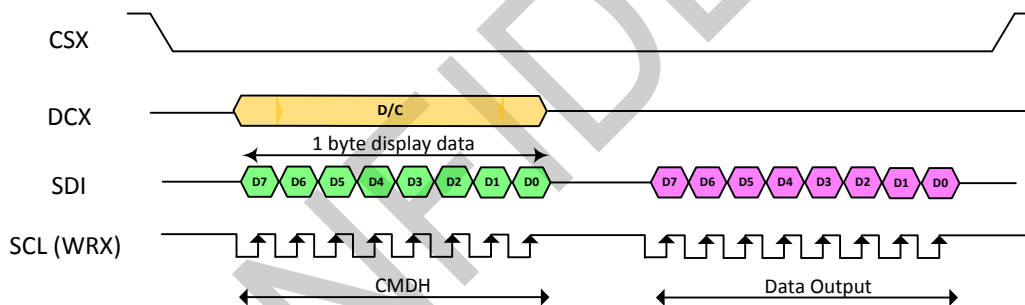 CSX
DCX
D/C
1 byte display data
SDI
D7 D6 D5 D4 D3 D2 D1 D0
D7 D6 D5 D4 D3 D2 D1 D0
SCL (WRX)
CMDH
Data Output